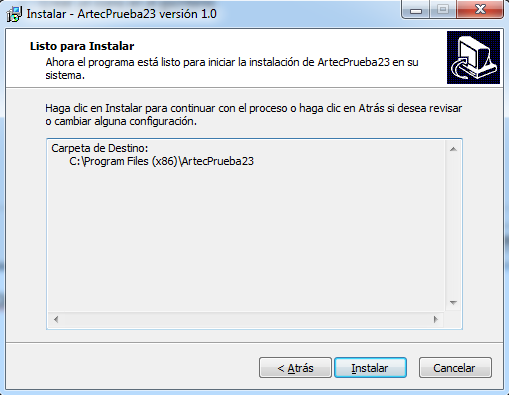 Instalar - ArtecPrueba23 versión 1.0
Listo para Instalar
Ahora el programa está listo para iniciar la instalación de ArtecPrueba23 en su
sistema.
Haga clic en Instalar para continuar con el proceso o haga clic en Atrás si desea revisar
o cambiar alguna configuración.
Carpeta de Destino:
C:\Program Files (x86)\ArtecPrueba23
< Atrás
Instalar
Cancelar